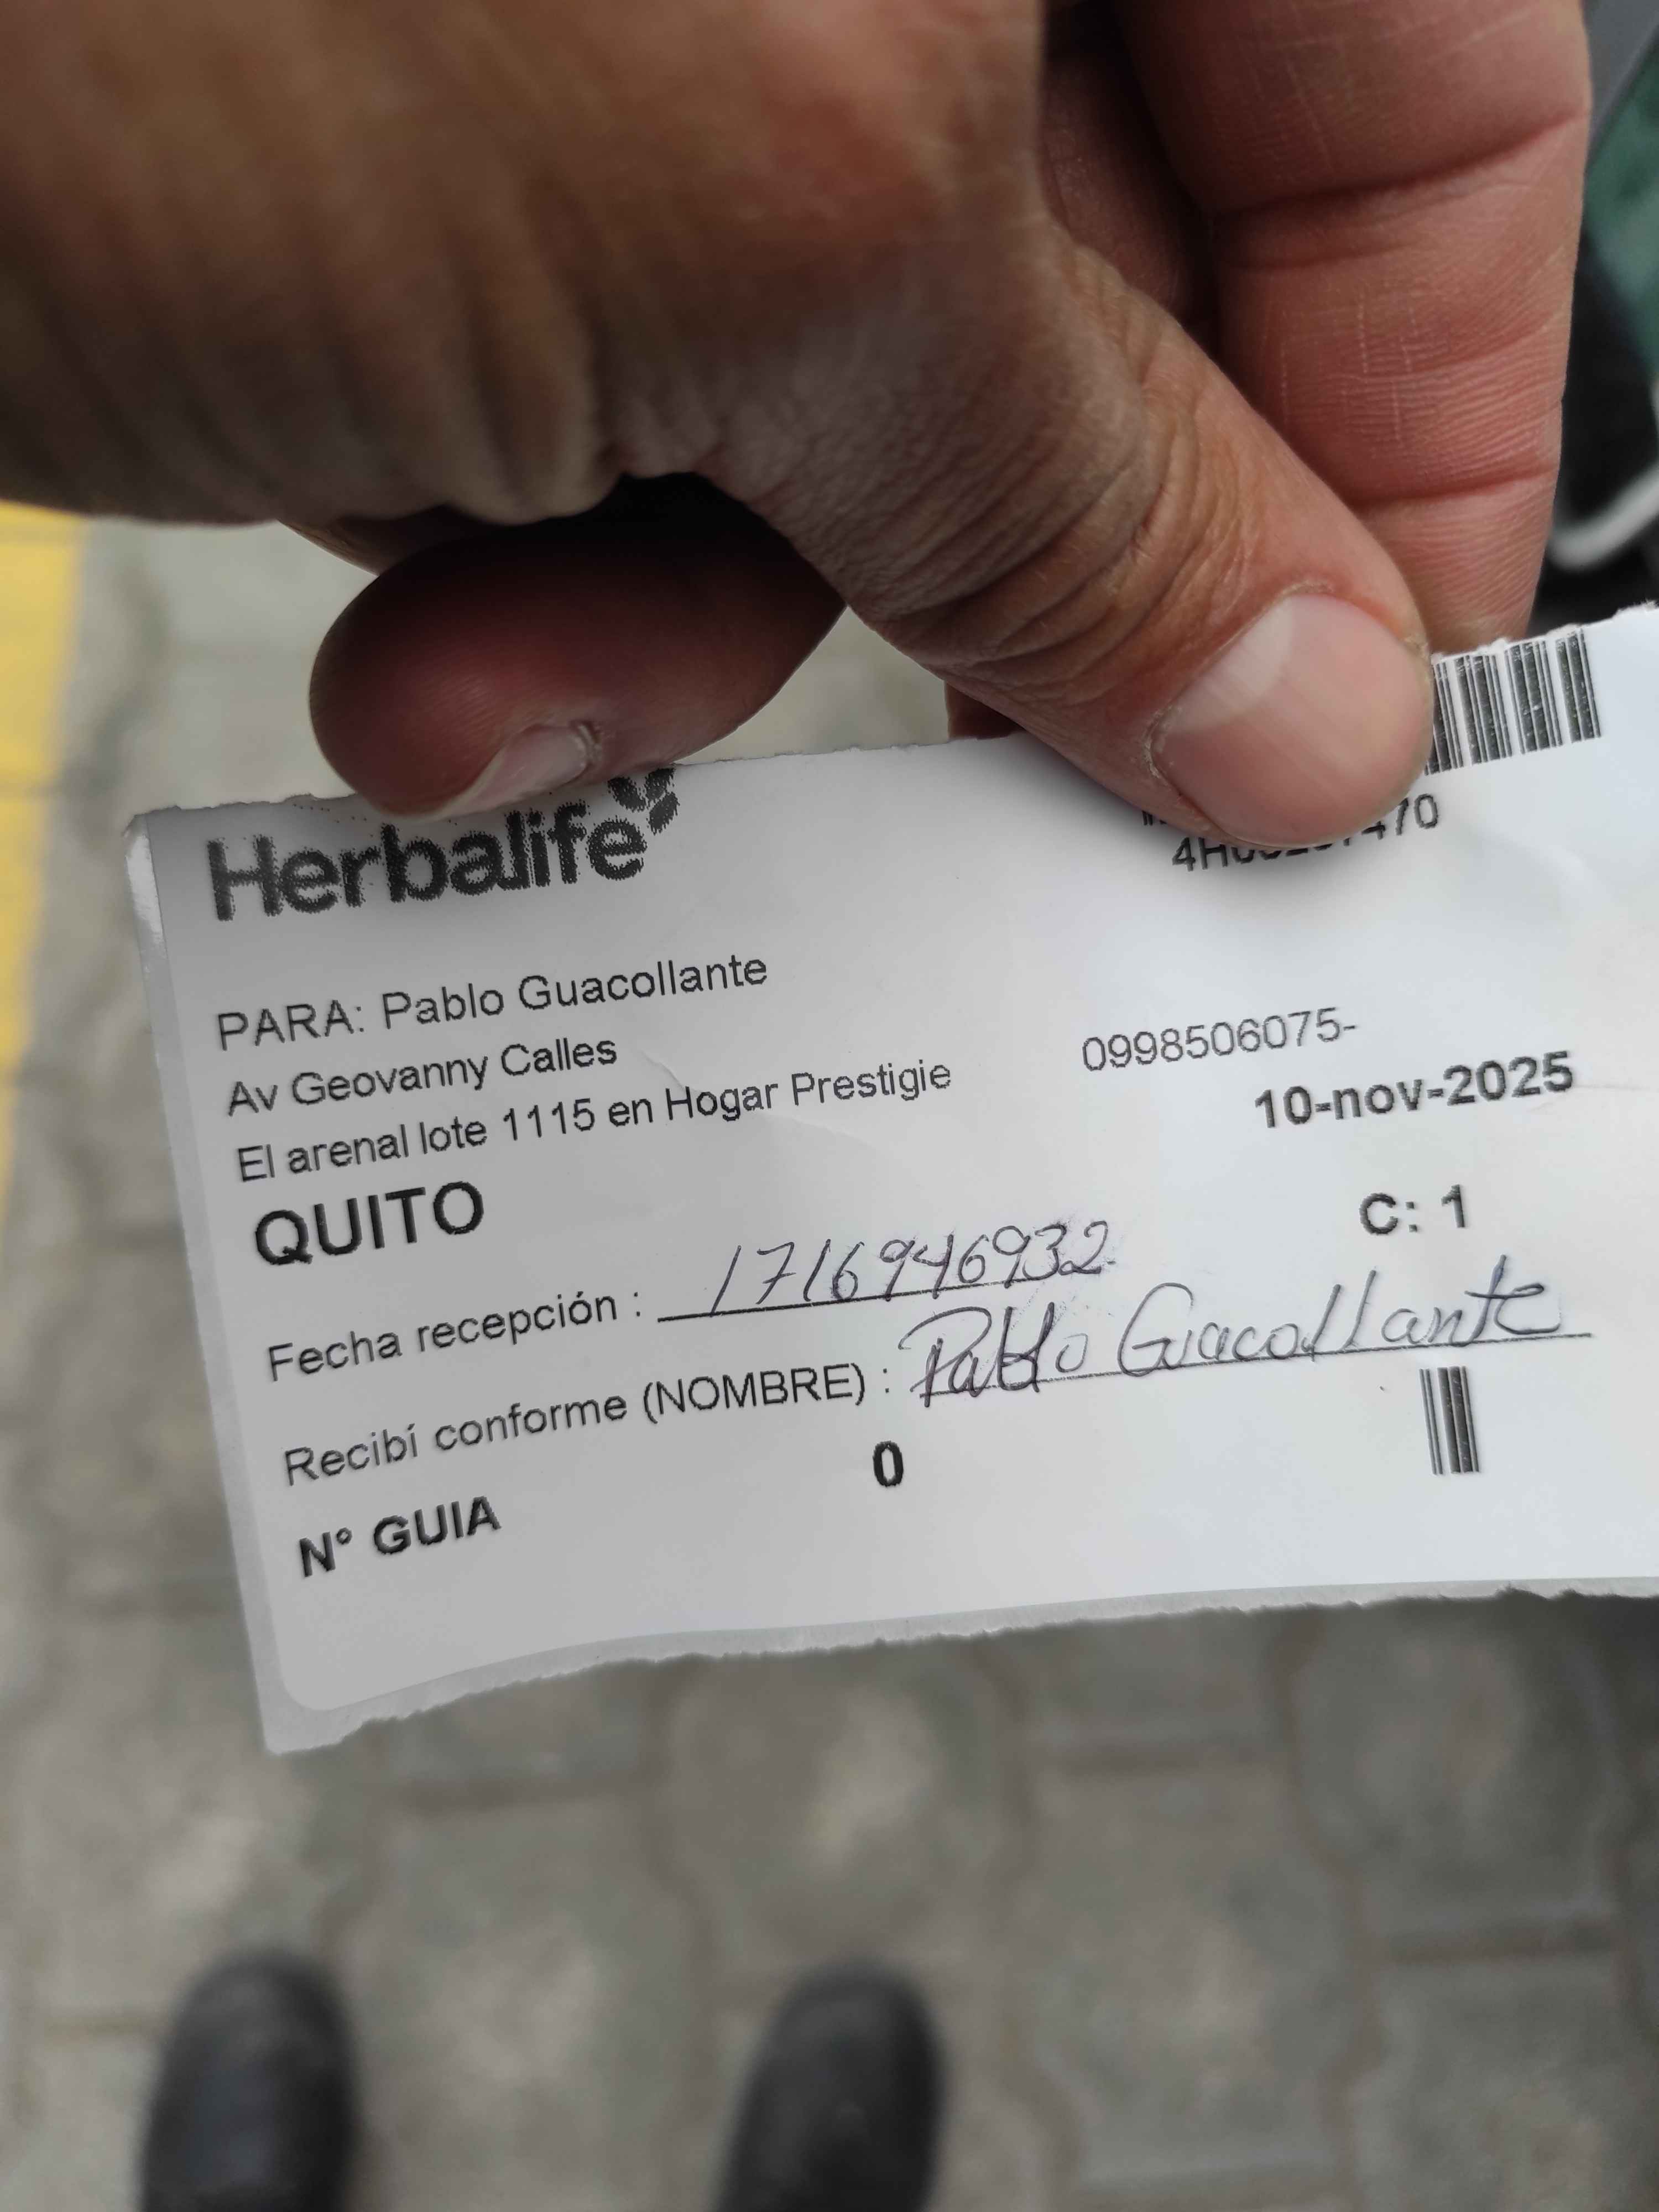 Herbalife
PARA: Pablo Guacollante
Av Geovanny Calles
0998506075-
El arenal lote 1115 en Hogar Prestigie
10-nov-2025
QUITO
C: 1
Fecha recepción : 1716946932
Recibí conforme (NOMBRE) : Pablo Guacollante
N° GUIA 0